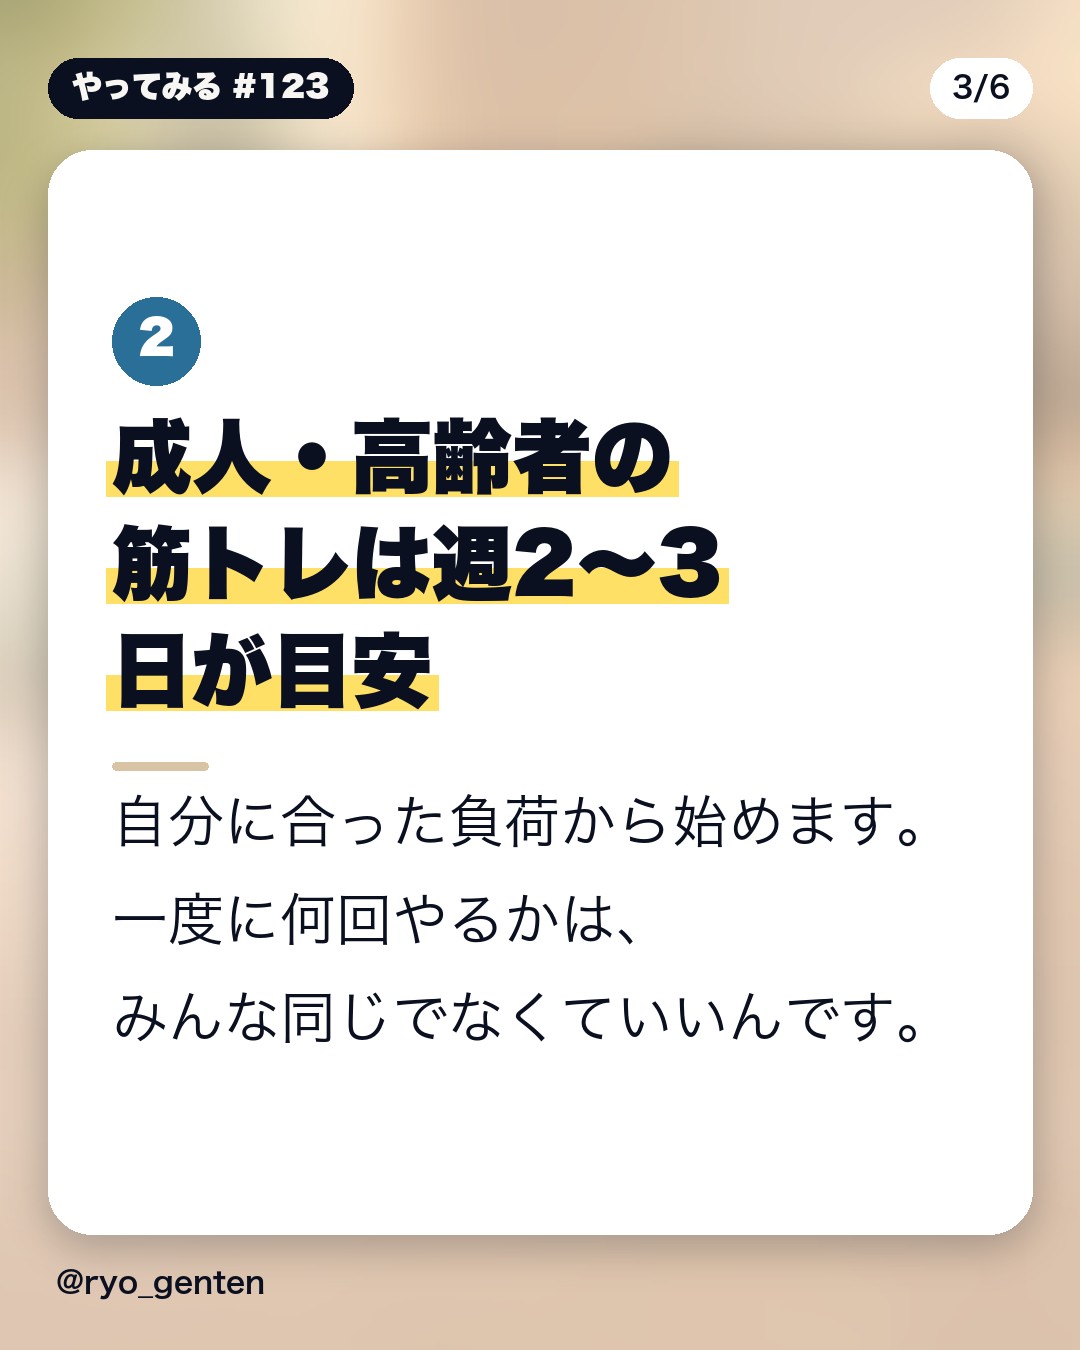 やってみる #123
3/6
2
成人・高齢者の
筋トレは週2〜3
日が目安
自分に合った負荷から始めます。
一度に何回やるかは、
みんな同じでなくていいんです。
@ryo_genten